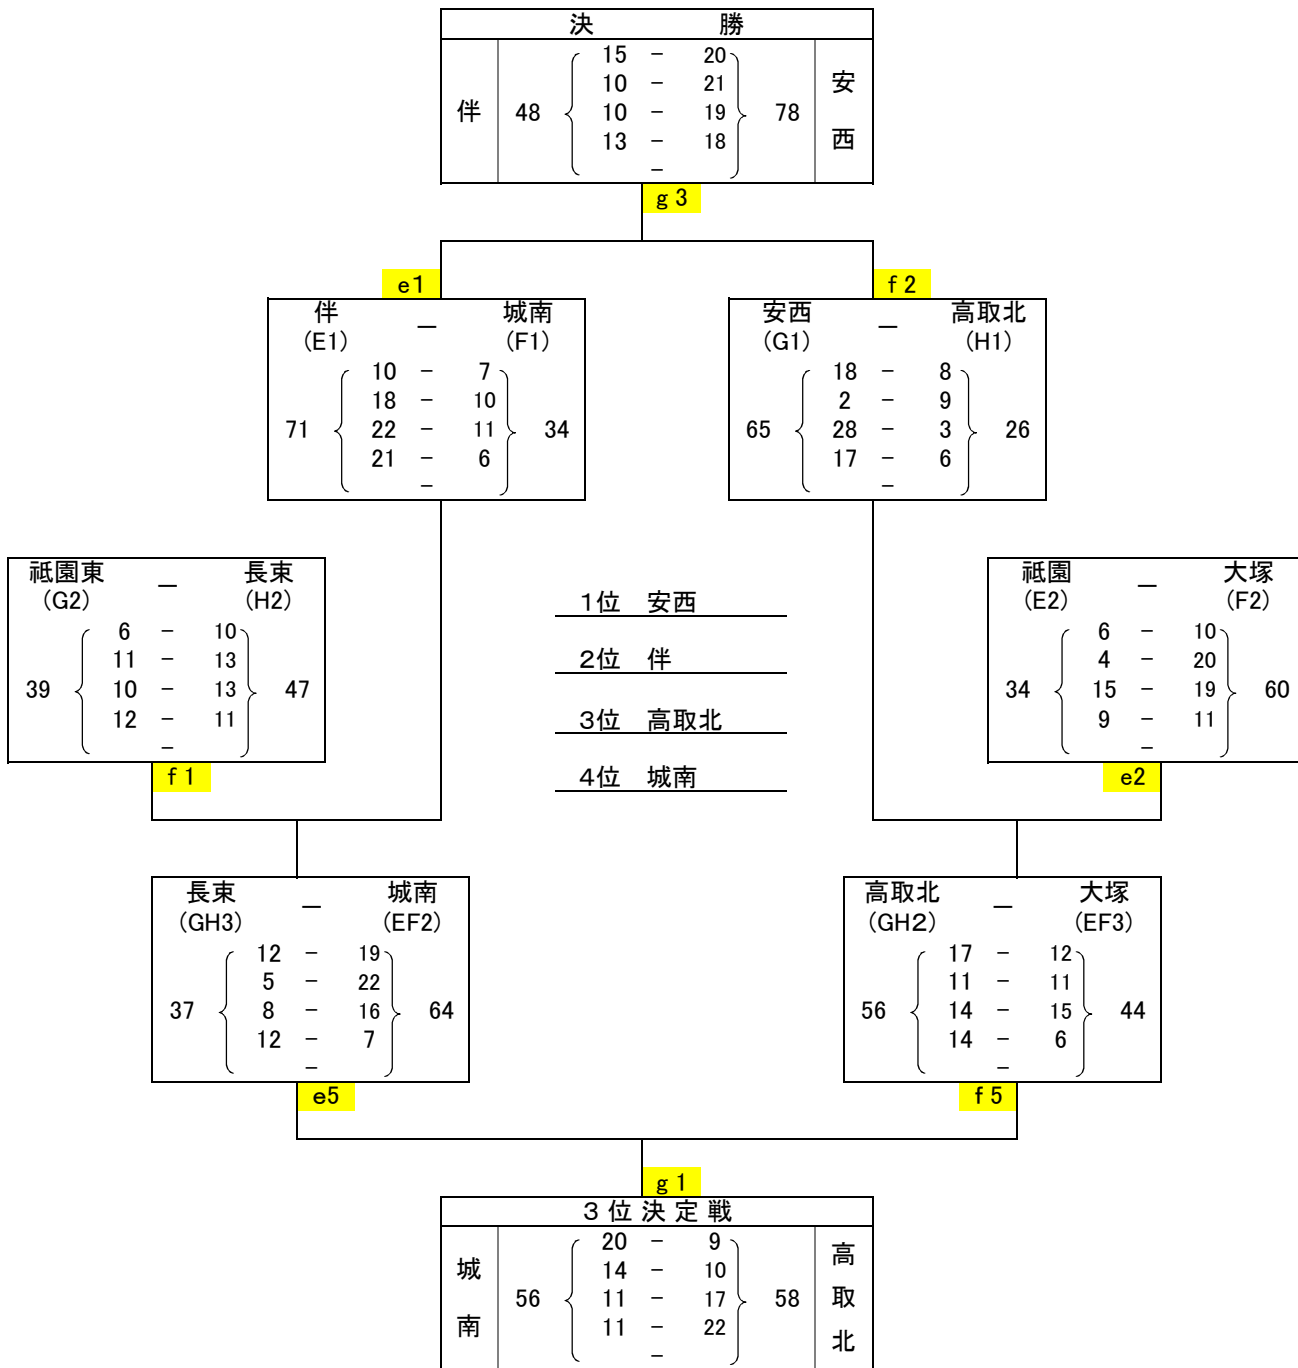 決 勝
15 － 20
10 － 21
伴 48 10 － 19 78 安西
13 － 18
－
g3
e1 f2
伴 － 城南
(E1) (F1)
10 － 7
18 － 10
71 22 － 11 34
21 － 6
－
安西 － 高取北
(G1) (H1)
18 － 8
2 － 9
65 28 － 3 26
17 － 6
－
祇園東 － 長束
(G2) (H2)
6 － 10
11 － 13
39 10 － 13 47
12 － 11
－
f1
1位 安西
2位 伴
3位 高取北
4位 城南
祇園 － 大塚
(E2) (F2)
6 － 10
4 － 20
34 15 － 19 60
9 － 11
－
e2
長束 － 城南
(GH3) (EF2)
12 － 19
5 － 22
37 8 － 16 64
12 － 7
－
e5
高取北 － 大塚
(GH2) (EF3)
17 － 12
11 － 11
56 14 － 15 44
14 － 6
－
f5
g1
3位決定戦
20 － 9
14 － 10
城南 56 11 － 17 58 高取北
11 － 22
－